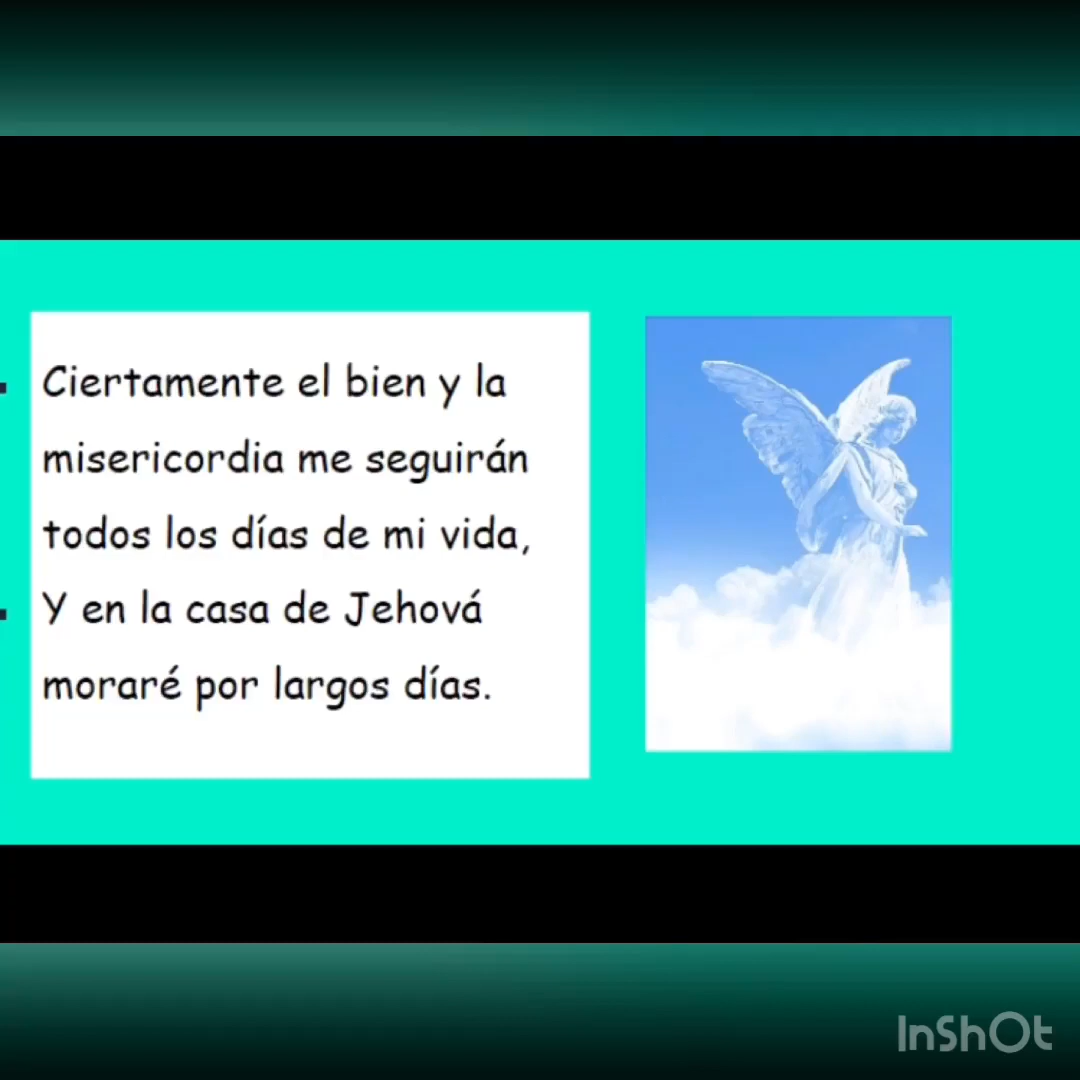 Ciertamente el bien y la
misericordia me seguirán
todos los días de mi vida,
Y en la casa de Jehová
moraré por largos días.
InShOt